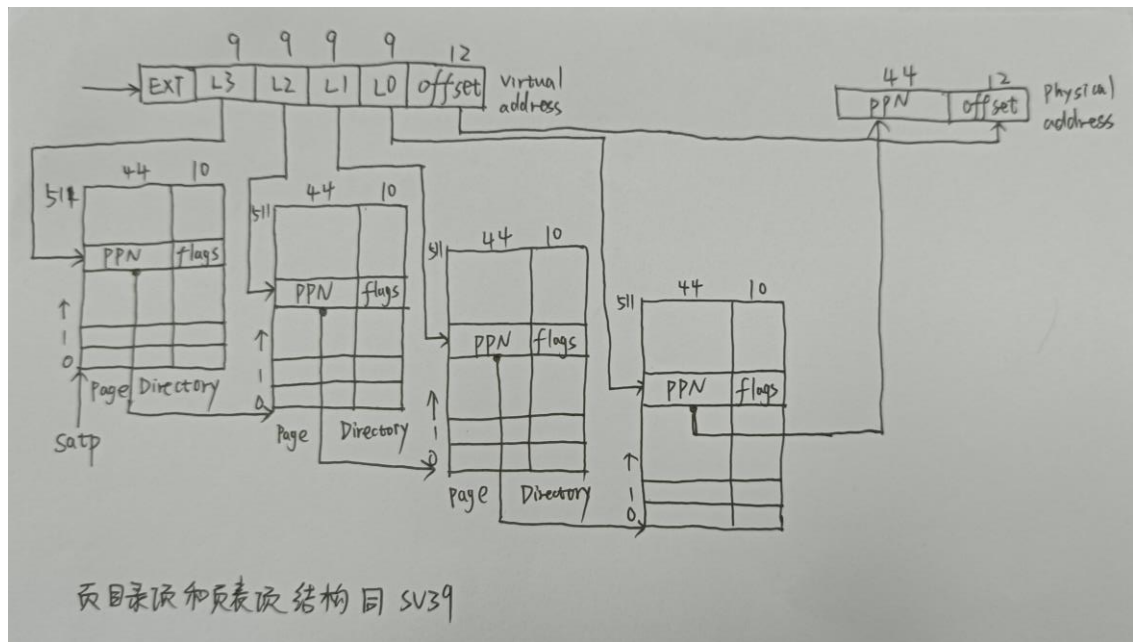 9 9 9 9 12
EXT L3 L2 L1 L0 offset virtual address
44 12
PPN offset physical address
44 10
511
PPN flags
1
0
Page Directory
satp
44 10
511
PPN flags
1
0
Page Directory
44 10
511
PPN flags
1
0
Page Directory
44 10
511
PPN flags
1
0
页目录项和页表项结构同 SV39